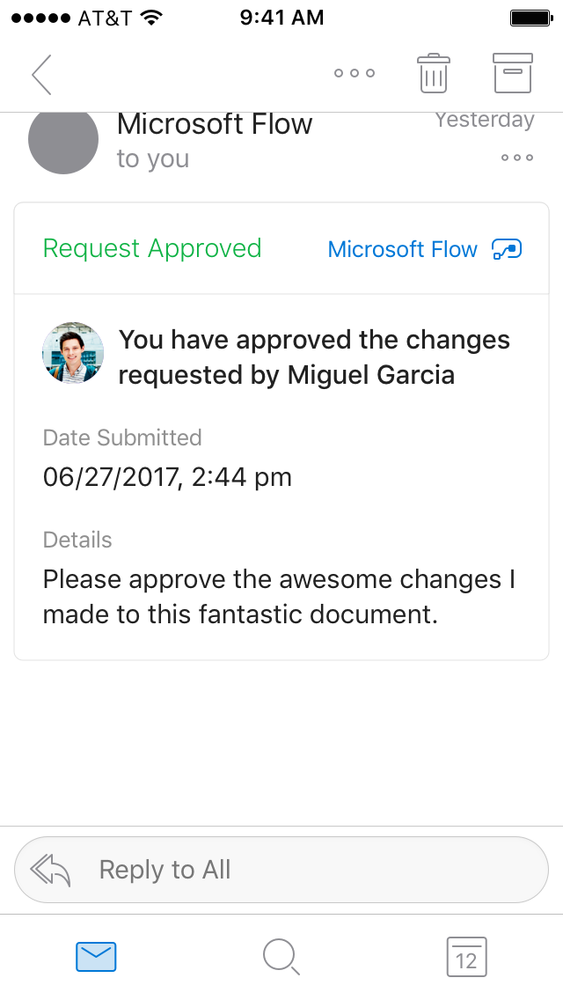 AT&T 9:41 AM
Microsoft Flow Yesterday
to you
Request Approved Microsoft Flow
You have approved the changes
requested by Miguel Garcia
Date Submitted
06/27/2017, 2:44 pm
Details
Please approve the awesome changes I
made to this fantastic document.
Reply to All
12